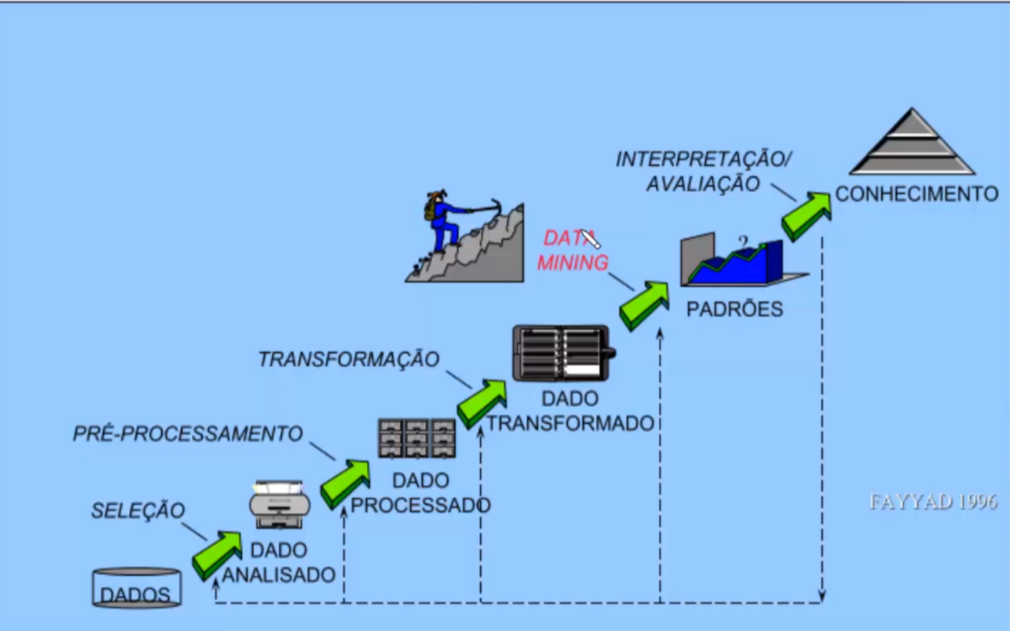 INTERPRETAÇÃO/
AVALIAÇÃO
CONHECIMENTO
DATA
MINING
PADRÕES
?
TRANSFORMAÇÃO
DADO
TRANSFORMADO
PRÉ-PROCESSAMENTO
DADO
PROCESSADO
FAYYAD 1996
SELEÇÃO
DADO
ANALISADO
DADOS